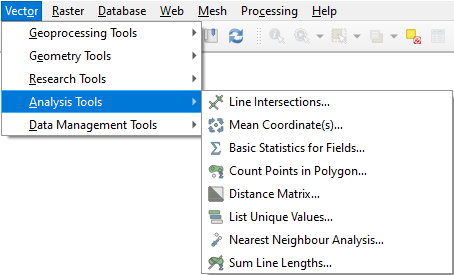 Vector Raster Database Web Mesh Processing Help
Geoprocessing Tools
Geometry Tools
Research Tools
Analysis Tools
Data Management Tools
Line Intersections...
Mean Coordinate(s)...
Basic Statistics for Fields...
Count Points in Polygon...
Distance Matrix...
List Unique Values...
Nearest Neighbour Analysis...
Sum Line Lengths...